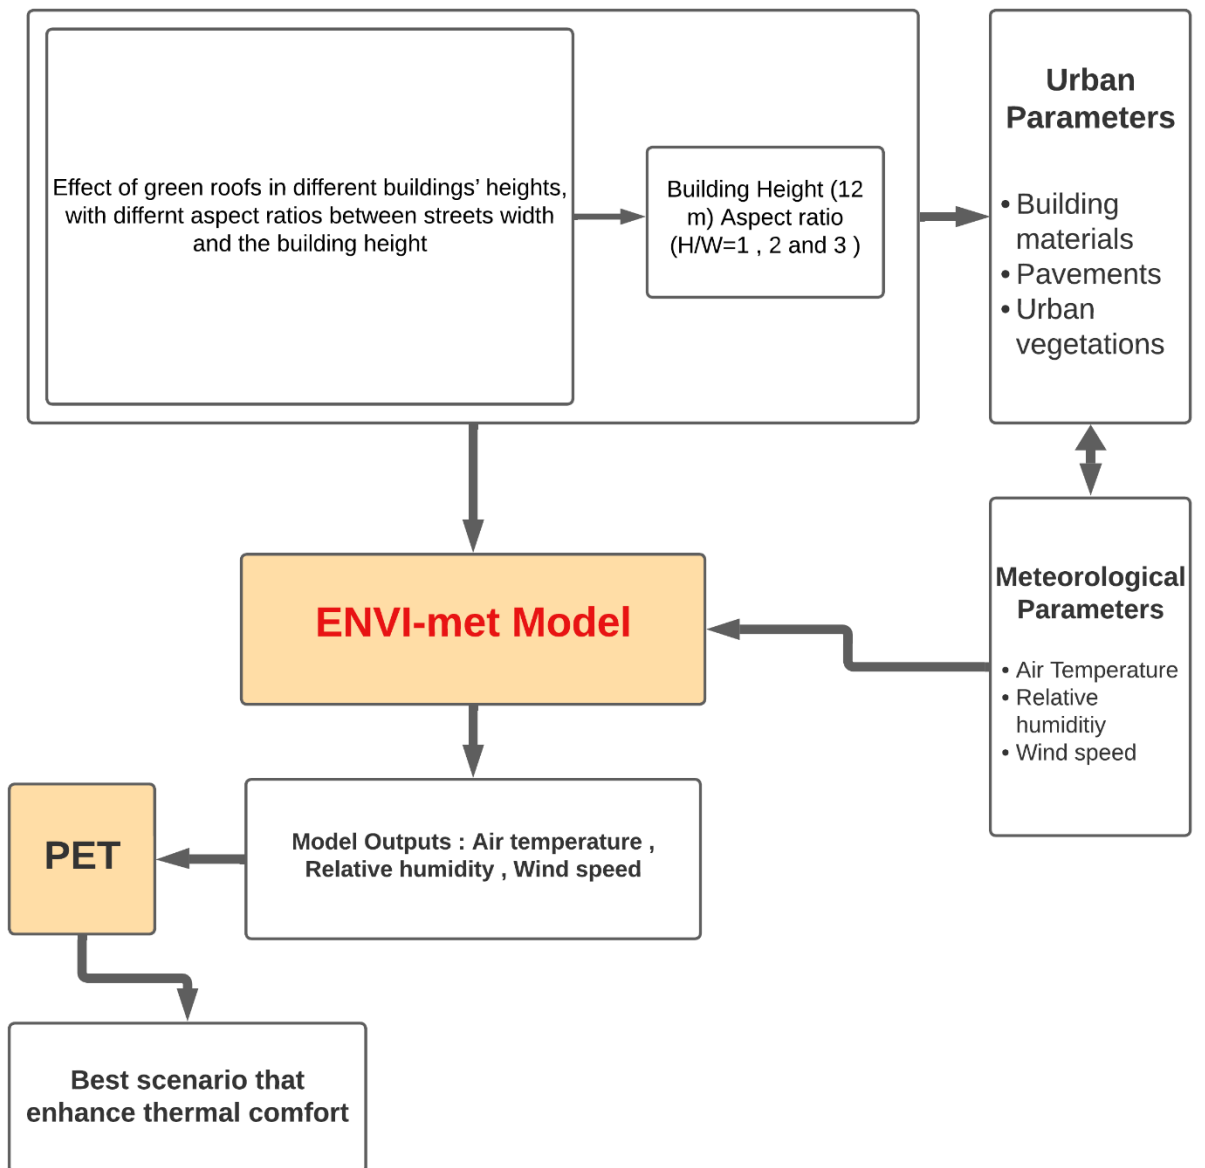 Effect of green roofs in different buildings’ heights,
with differnt aspect ratios between streets width
and the building height
Building Height (12
m) Aspect ratio
(H/W=1 , 2 and 3 )
Urban
Parameters
• Building
materials
• Pavements
• Urban
vegetations
Meteorological
Parameters
• Air Temperature
• Relative
humiditiy
• Wind speed
ENVI-met Model
Model Outputs : Air temperature ,
Relative humidity , Wind speed
PET
Best scenario that
enhance thermal comfort